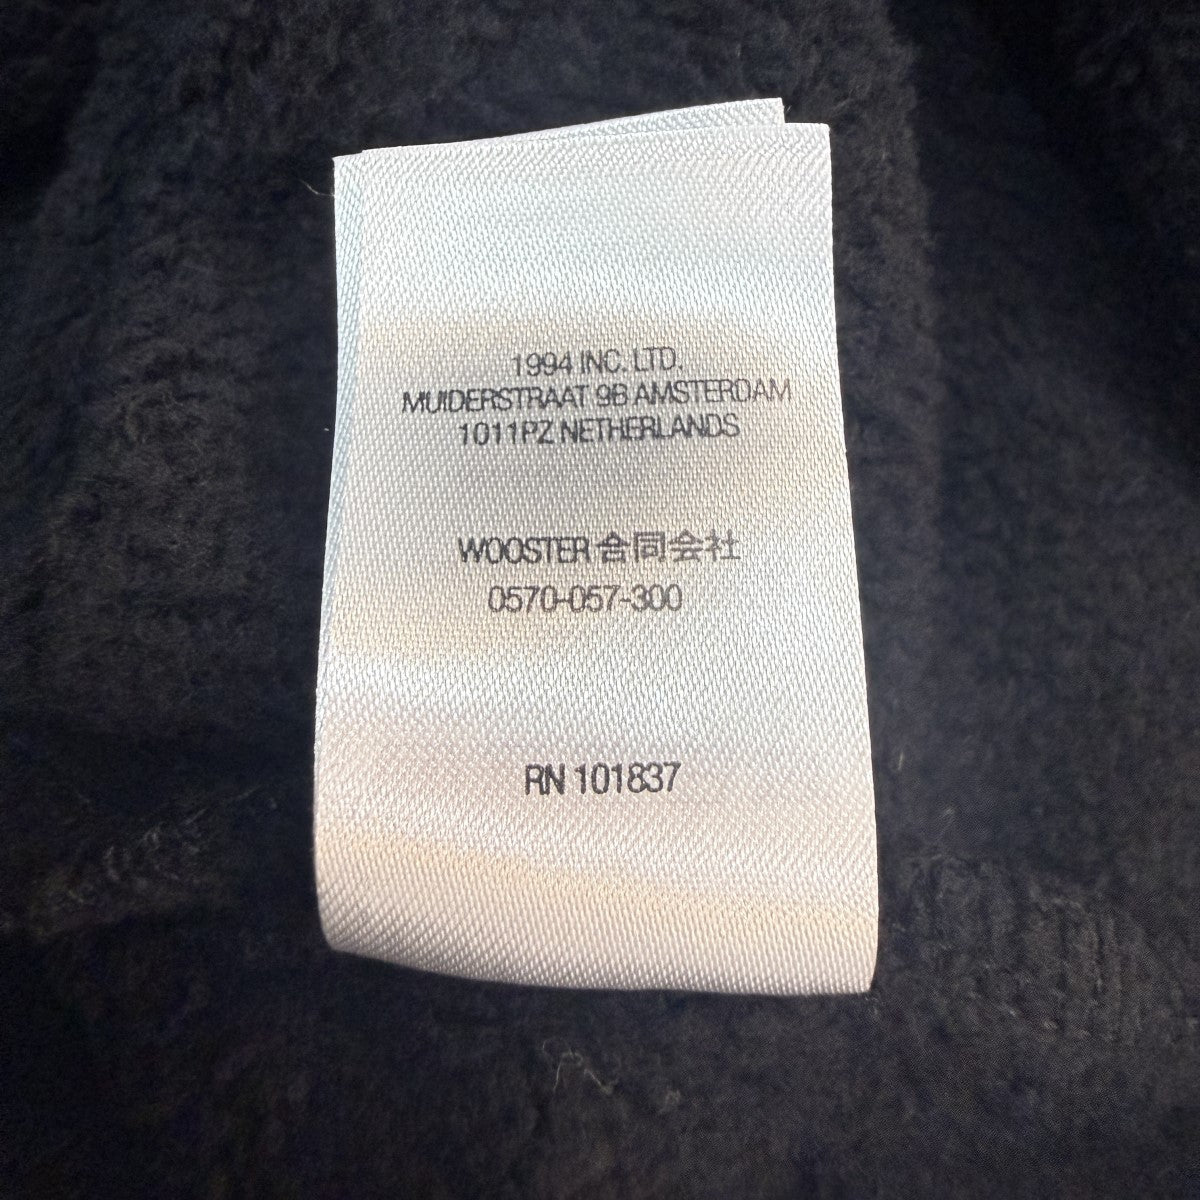 1994 INC. LTD.
MUIDERSTRAAT 9B AMSTERDAM
1011PZ NETHERLANDS
WOOSTER 合同会社
0570-057-300
RN 101837